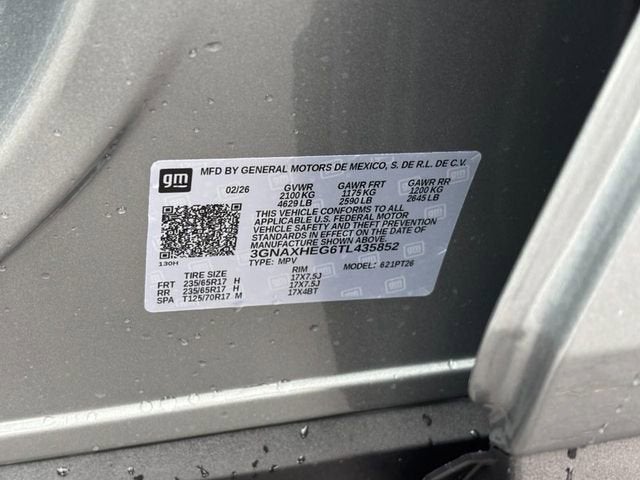 gm
MFD BY GENERAL MOTORS DE MEXICO, S. DE R.L. DE C.V.
02/26 GVWR GAWR FRT GAWR RR
2100 KG 1175 KG 1200 KG
4629 LB 2590 LB 2645 LB
THIS VEHICLE CONFORMS TO ALL
APPLICABLE U.S. FEDERAL MOTOR
VEHICLE SAFETY AND THEFT PREVENTION
STANDARDS IN EFFECT ON THE DATE OF
MANUFACTURE SHOWN ABOVE.
3GNAXHEG6TL435852
130H
TYPE: MPV MODEL: 621PT26
TIRE SIZE RIM
FRT 235/65R17 H 17X7.5J
RR 235/65R17 H 17X7.5J
SPA T125/70R17 M 17X4BT